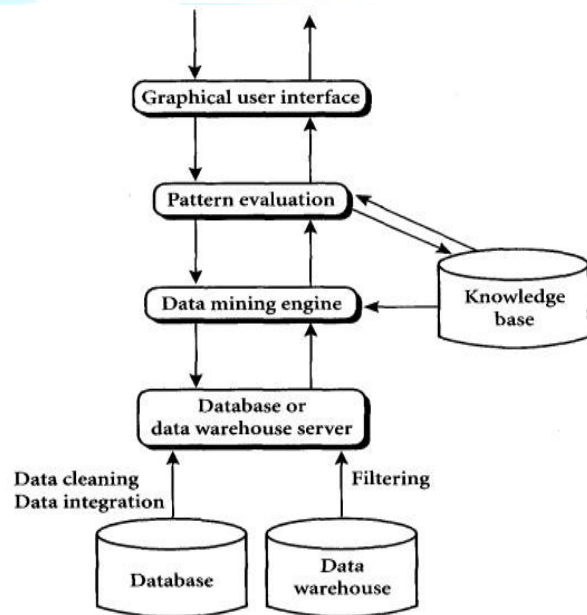 Graphical user interface
Pattern evaluation
Data mining engine
Knowledge
base
Database or
data warehouse server
Data cleaning
Data integration
Filtering
Database
Data
warehouse